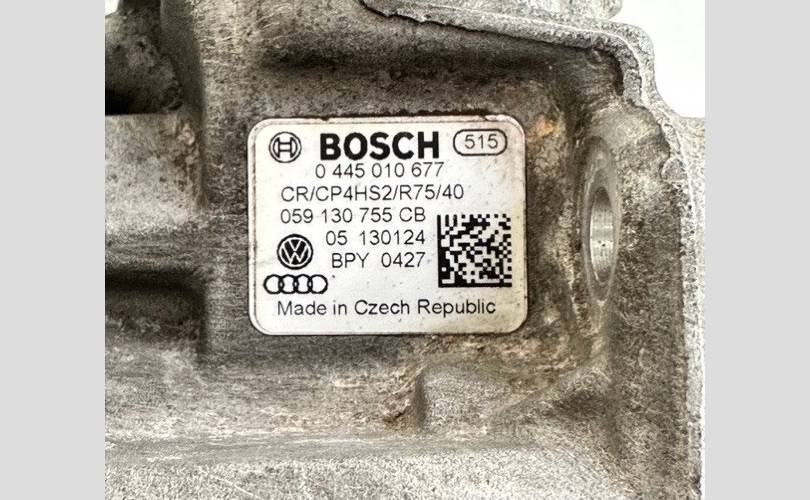 BOSCH 515
0 445 010 677
CR/CP4HS2/R75/40
059 130 755 CB
05 130124
BPY 0427
Made in Czech Republic